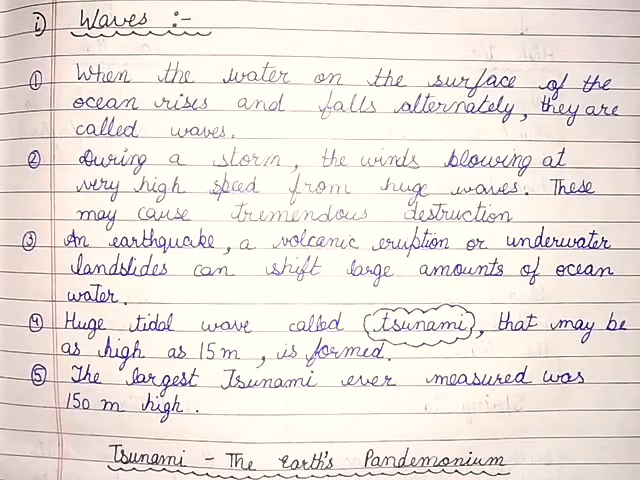 i) Waves :-
① When the water on the surface of the
ocean rises and falls alternately, they are
called waves.
② During a storm, the winds blowing at
very high speed from huge waves. These
may cause tremendous destruction
③ An earthquake, a volcanic eruption or underwater
landslides can shift large amounts of ocean
water.
④ Huge tidal wave called tsunami, that may be
as high as 15m, is formed.
⑤ The largest Tsunami ever measured was
150 m high.
Tsunami - The Earth's Pandemonium